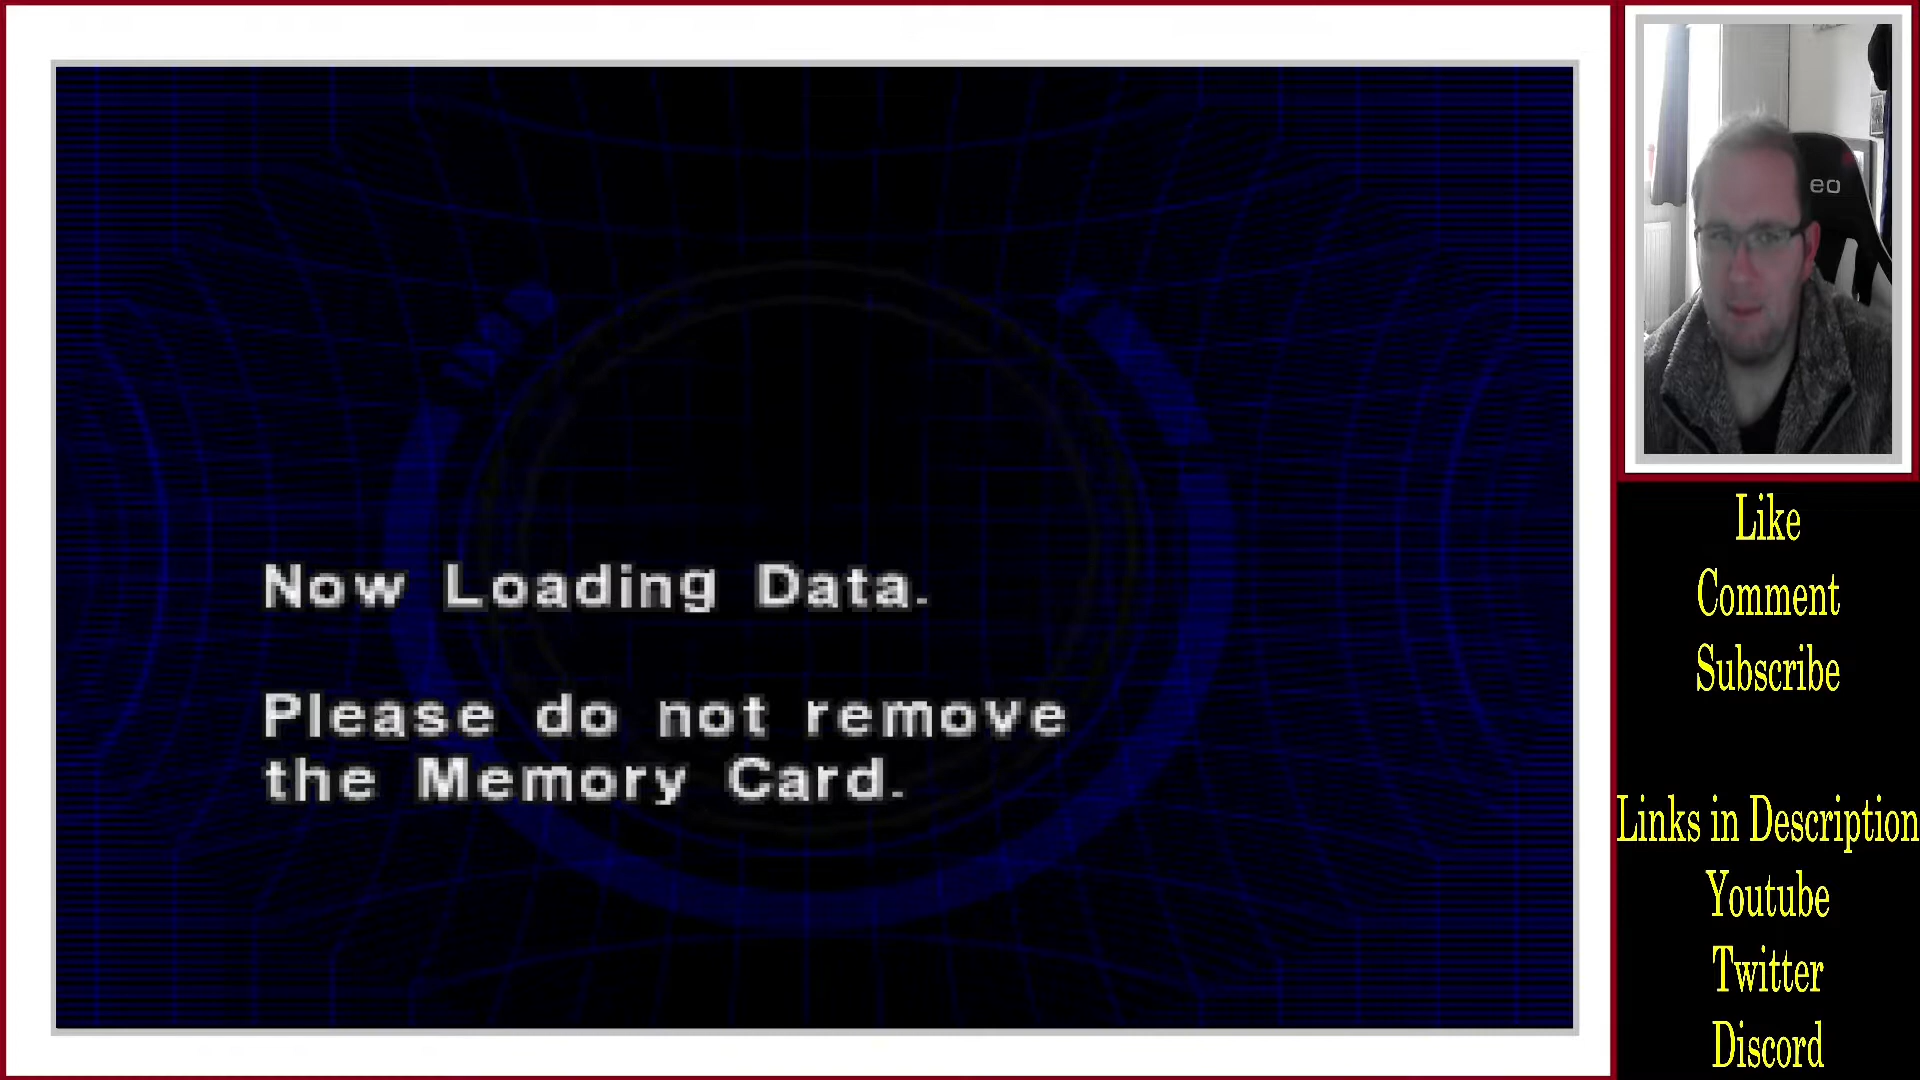 Now Loading Data.
Please do not remove
the Memory Card.
eo
Like
Comment
Subscribe
Links in Description
Youtube
Twitter
Discord